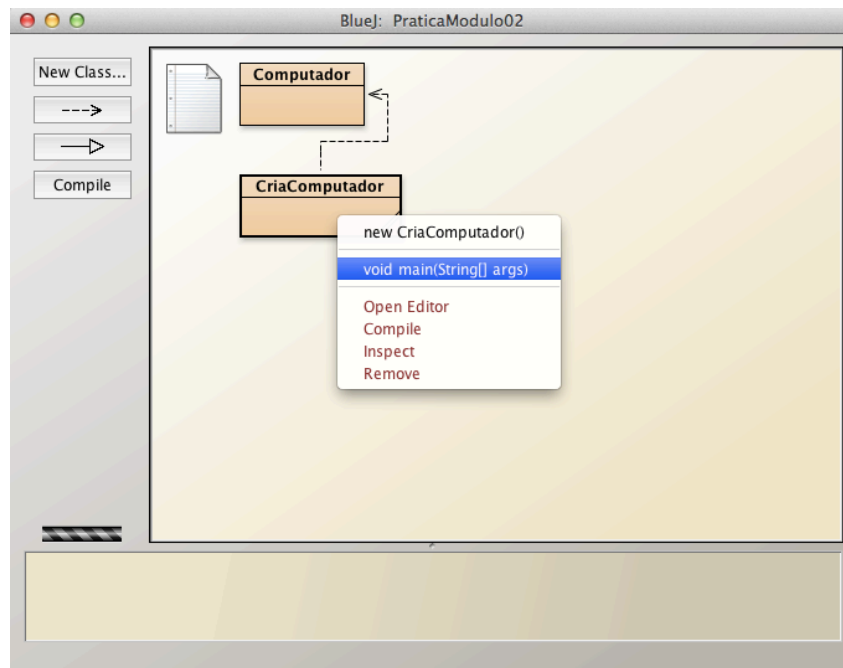 BlueJ: PraticaModulo02
New Class...
Compile
Computador
CriaComputador
new CriaComputador()
void main(String[] args)
Open Editor
Compile
Inspect
Remove